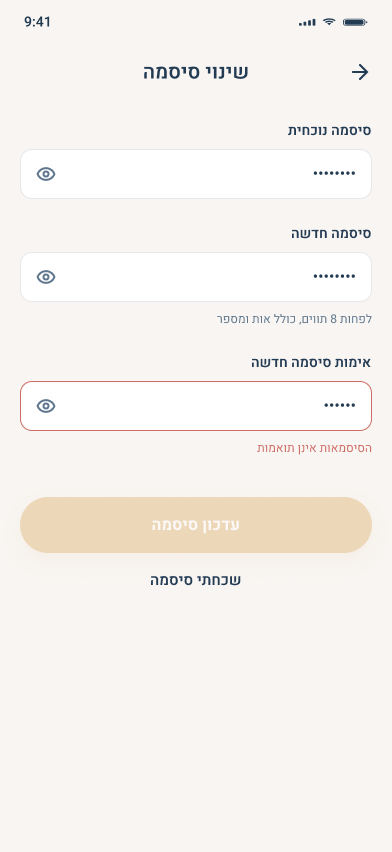 9:41
שינוי סיסמה
סיסמה נוכחית
••••••••
סיסמה חדשה
••••••••
לפחות 8 תווים, כולל אות ומספר
אימות סיסמה חדשה
••••••
הסיסמאות אינן תואמות
עדכון סיסמה
שכחתי סיסמה